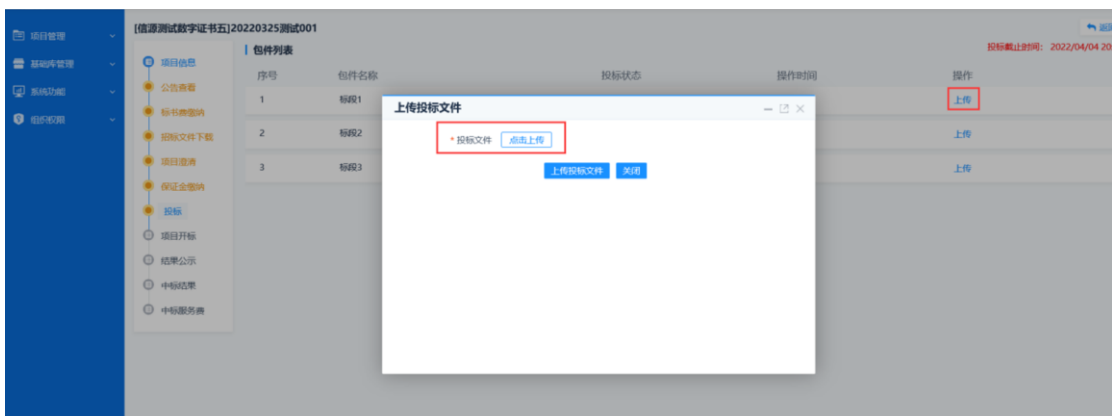 [信源测试数字证书五]20220325测试001
返回
项目管理
基础库管理
系统功能
组织权限
项目信息
公告查看
标书费缴纳
招标文件下载
项目澄清
保证金缴纳
投标
项目开标
结果公示
中标结果
中标服务费
包件列表
投标截止时间: 2022/04/04 20:
序号 包件名称 投标状态 操作时间 操作
1 标段1 上传
2 标段2 上传
3 标段3 上传
上传投标文件
* 投标文件 点击上传
上传投标文件 关闭